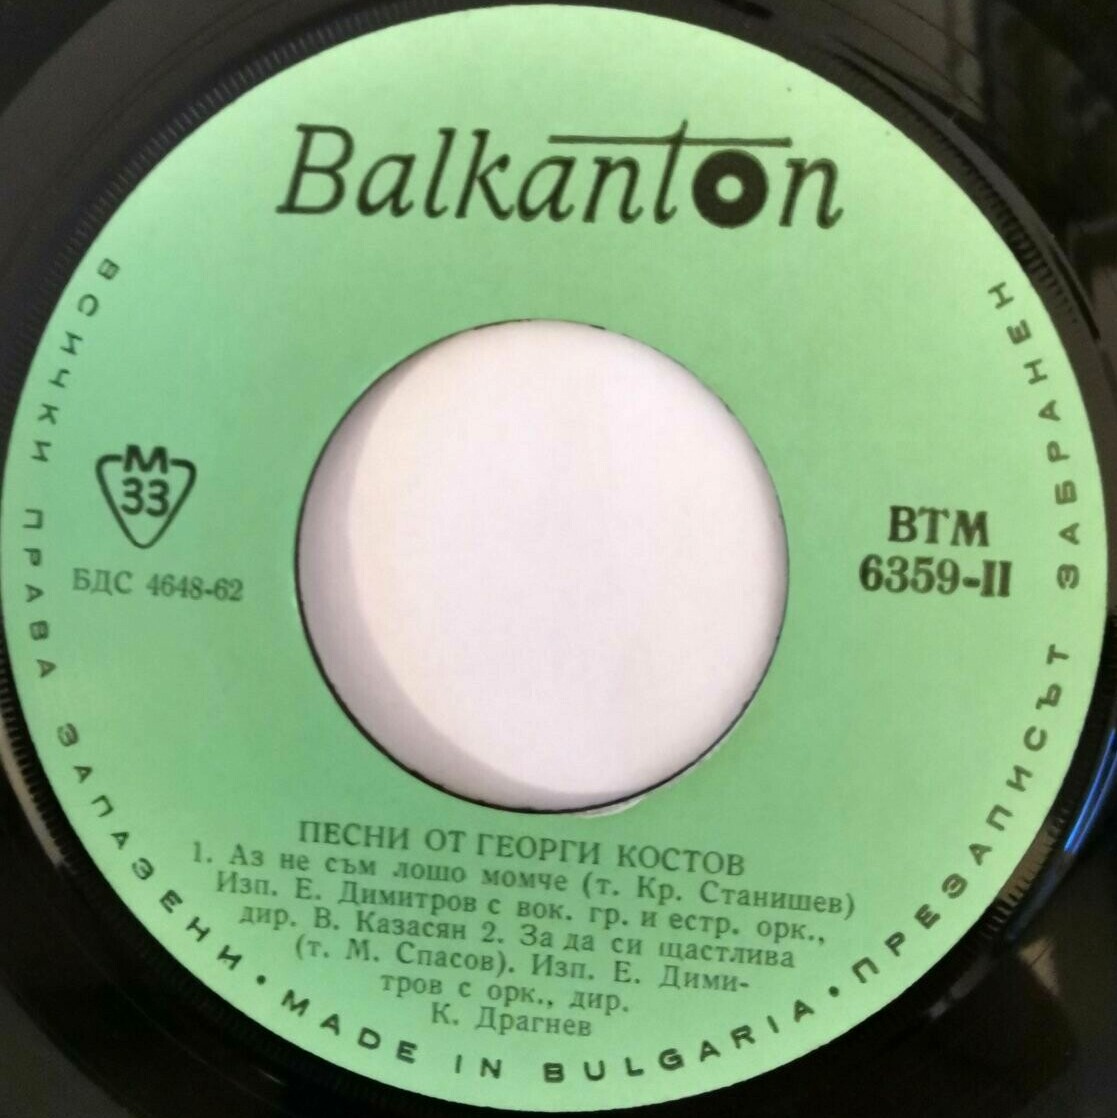 Balkanton
М
33
БДС 4648-62
ВТМ
6359-II
ПЕСНИ ОТ ГЕОРГИ КОСТОВ
1. Аз не съм лошо момче (т. Кр. Станишев)
Изп. Е. Димитров с вок. гр. и естр. орк.,
дир. В. Казасян 2. За да си щастлива
(т. М. Спасов). Изп. Е. Дими-
тров с орк., дир.
К. Драгнев
ВСИЧКИ ПРАВА ЗАПАЗЕНИ • MADE IN BULGARIA • ПРЕЗАПИСЪТ ЗАБРАНЕН